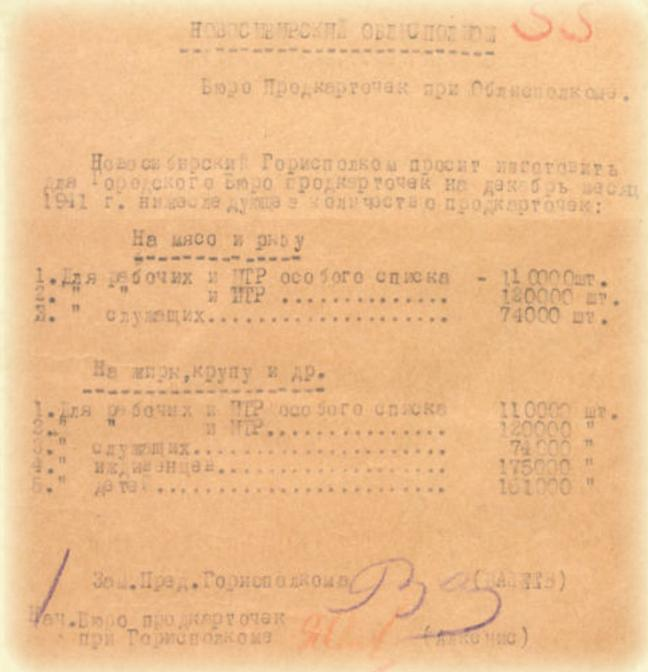 НОВОСИБИРСКИЙ ОБЛИСПОЛКОМ
Бюро Продкарточек при Облисполкоме.
Новосибирский Горисполком просит изготовить
для Городского Бюро продкарточек на декабрь месяц
1941 г. нижеследующее количество продкарточек:
На мясо и рыбу
1. Для рабочих и ИТР особого списка - 110000шт.
2. " " и ИТР .............. 120000 шт.
3. " служащих.................... 74000 шт.
На жиры, крупу и др.
1. Для рабочих и ИТР особого списка 110000 шт.
2. " " и ИТР............... 120000 "
3. " служащих..................... 74000 "
4. " иждивенцев................... 175000 "
5. " детей........................ 161000 "
Зам.Пред.Горисполкома
Нач.Бюро продкарточек
при Горисполкоме